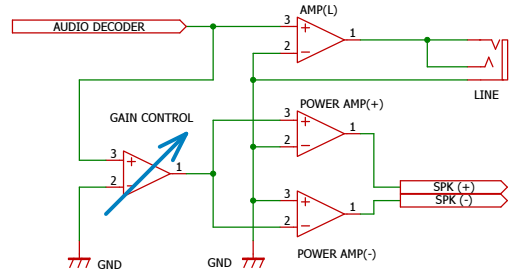 AMP(L)
AUDIO DECODER
3
2
1
LINE
GAIN CONTROL
POWER AMP(+)
3
2
1
3
2
1
SPK (+)
SPK (-)
3
2
1
POWER AMP(-)
GND
GND